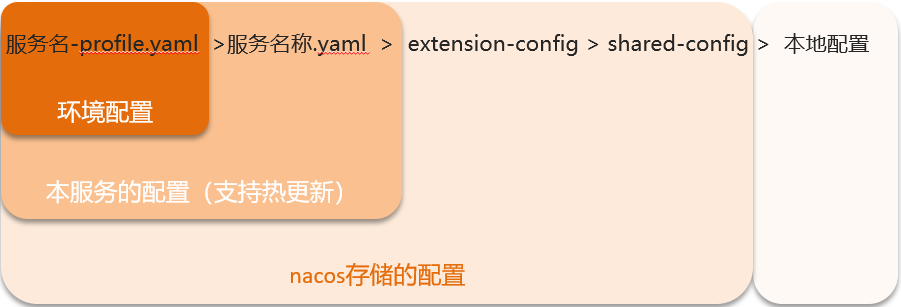 服务名-profile.yaml >服务名称.yaml > extension-config > shared-config > 本地配置
环境配置
本服务的配置（支持热更新）
nacos存储的配置